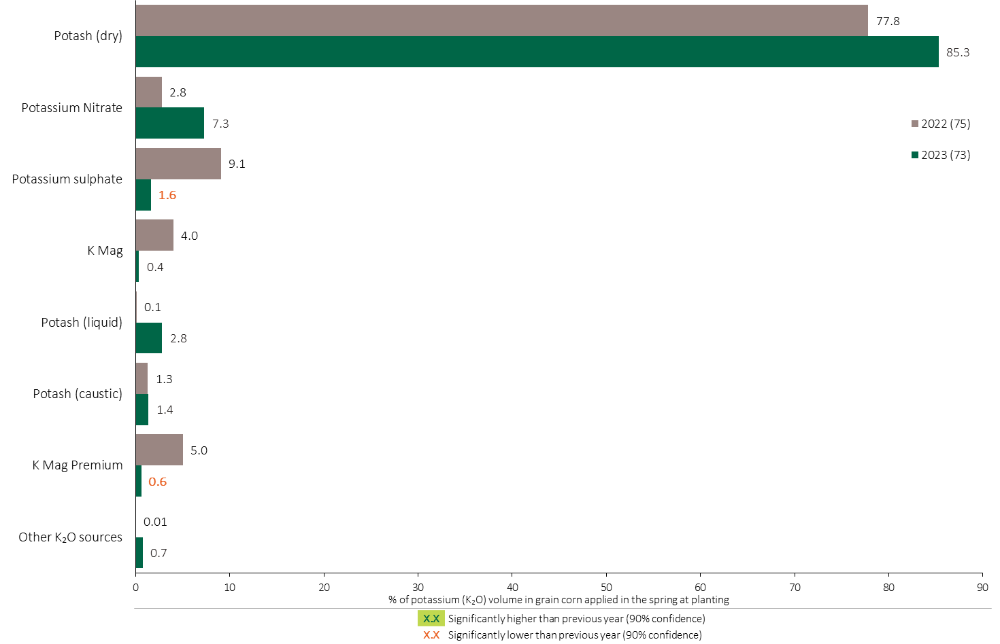 Potash (dry)
77.8
85.3
Potassium Nitrate
2.8
7.3
2022 (75)
2023 (73)
Potassium sulphate
9.1
1.6
K Mag
4.0
0.4
Potash (liquid)
0.1
2.8
Potash (caustic)
1.3
1.4
K Mag Premium
5.0
0.6
Other K₂O sources
0.01
0.7
0 10 20 30 40 50 60 70 80 90
% of potassium (K₂O) volume in grain corn applied in the spring at planting
X.X Significantly higher than previous year (90% confidence)
X.X Significantly lower than previous year (90% confidence)